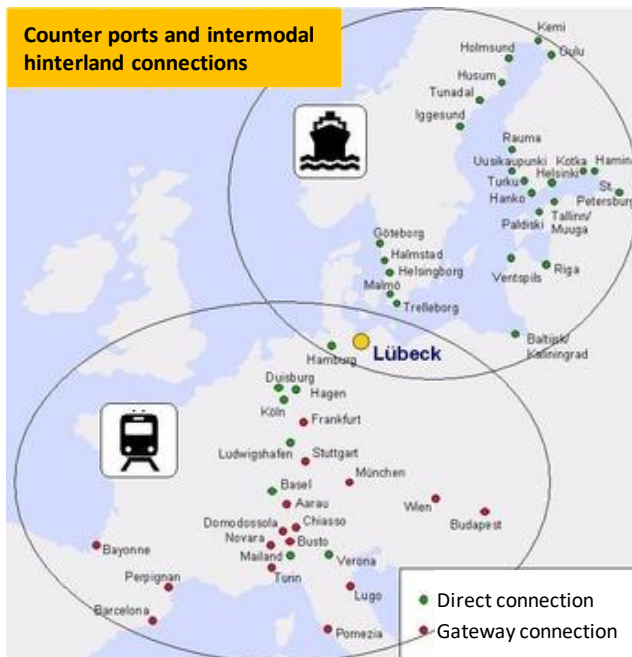 Counter ports and intermodal
hinterland connections
Kemi
Oulu
Holmsund
Husum
Tunadal
Iggesund
Rauma
Uusikaupunki
Kotka
Hamina
Helsinki
Turku
St.
Petersburg
Hanko
Tallinn/
Muuga
Paldiski
Göteborg
Halmstad
Helsingborg
Ventspils
Riga
Malmö
Trelleborg
Baltijsk/
Kaliningrad
Lübeck
Hamburg
Duisburg
Hagen
Köln
Frankfurt
Ludwigshafen
Stuttgart
München
Basel
Aarau
Wien
Budapest
Domodossola
Chiasso
Novara
Busto
Bayonne
Mailand
Verona
Turin
Perpignan
Lugo
Barcelona
Pomezia
Direct connection
Gateway connection